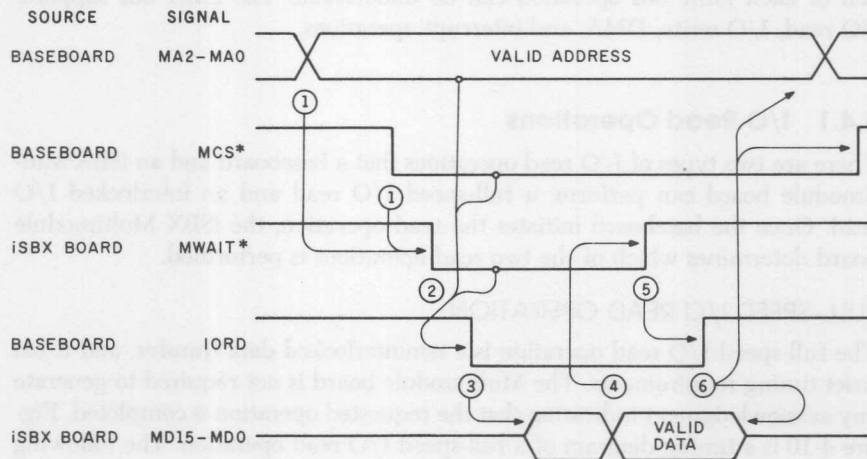 SOURCE SIGNAL
BASEBOARD MA2-MA0 VALID ADDRESS
1
BASEBOARD MCS*
1
iSBX BOARD MWAIT*
2 5
BASEBOARD IORD
3 4 6
iSBX BOARD MD15-MD0 VALID DATA